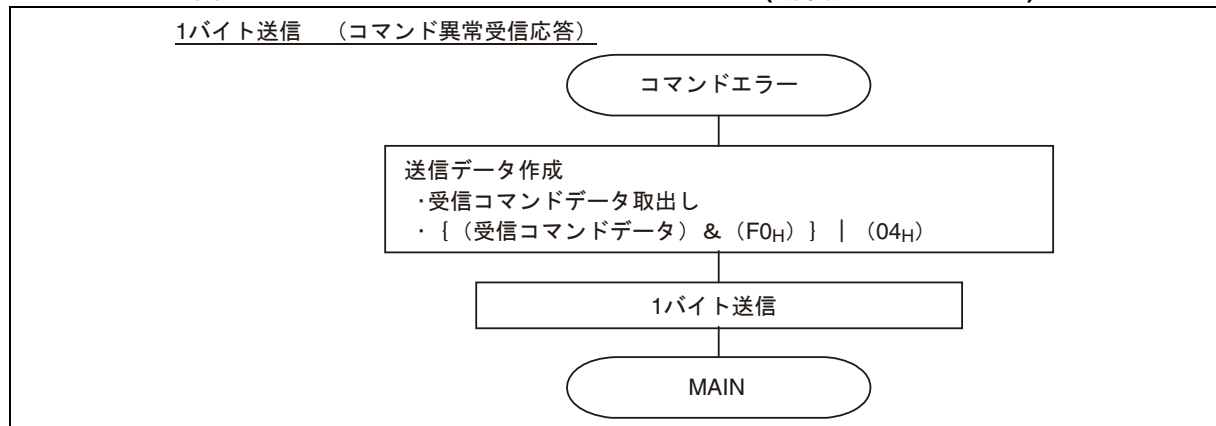 1バイト送信 （コマンド異常受信応答）
コマンドエラー
送信データ作成
・受信コマンドデータ取出し
・｛（受信コマンドデータ）＆（F0H）｝｜（04H）
1バイト送信
MAIN